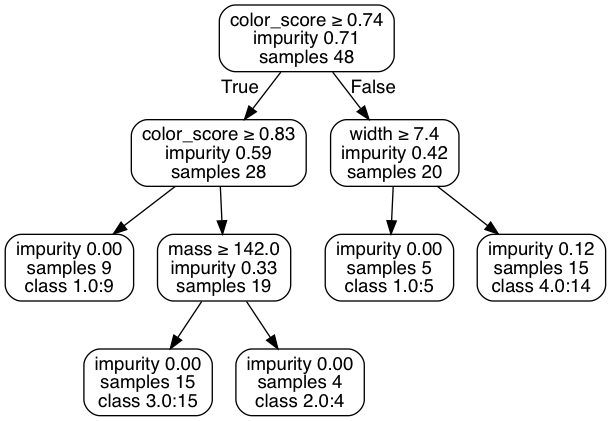 color_score ≥ 0.74
impurity 0.71
samples 48
True
False
color_score ≥ 0.83
impurity 0.59
samples 28
width ≥ 7.4
impurity 0.42
samples 20
impurity 0.00
samples 9
class 1.0:9
mass ≥ 142.0
impurity 0.33
samples 19
impurity 0.00
samples 5
class 1.0:5
impurity 0.12
samples 15
class 4.0:14
impurity 0.00
samples 15
class 3.0:15
impurity 0.00
samples 4
class 2.0:4